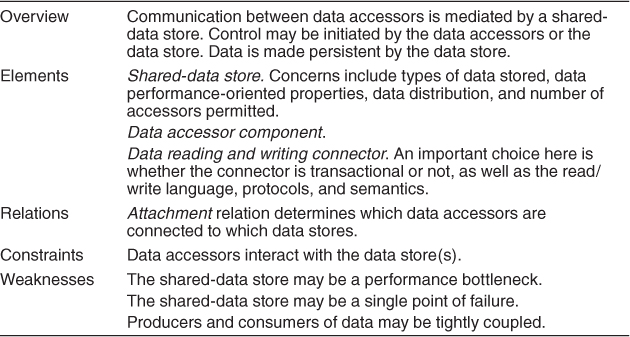 Overview Communication between data accessors is mediated by a shared-
data store. Control may be initiated by the data accessors or the
data store. Data is made persistent by the data store.
Elements Shared-data store. Concerns include types of data stored, data
performance-oriented properties, data distribution, and number of
accessors permitted.
Data accessor component.
Data reading and writing connector. An important choice here is
whether the connector is transactional or not, as well as the read/
write language, protocols, and semantics.
Relations Attachment relation determines which data accessors are
connected to which data stores.
Constraints Data accessors interact with the data store(s).
Weaknesses The shared-data store may be a performance bottleneck.
The shared-data store may be a single point of failure.
Producers and consumers of data may be tightly coupled.